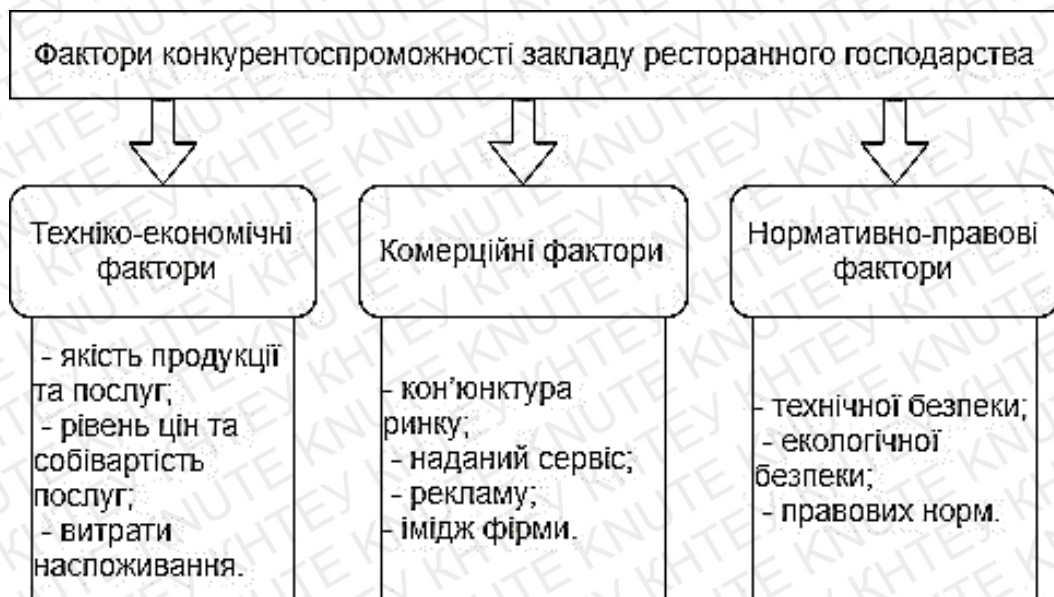 Фактори конкурентоспроможності закладу ресторанного господарства
Техніко-економічні
фактори
- якість продукції
та послуг;
- рівень цін та
собівартість
послуг;
- витрати
наспоживання.
Комерційні фактори
- кон’юнктура
ринку;
- наданий сервіс;
- рекламу;
- імідж фірми.
Нормативно-правові
фактори
- технічної безпеки;
- екологічної
безпеки;
- правових норм.